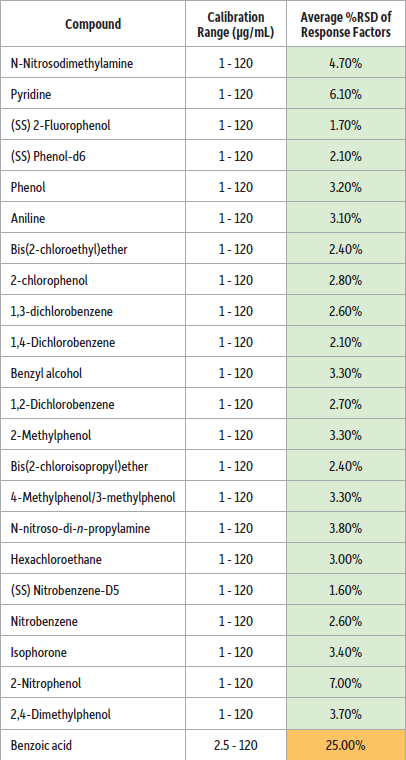 Compound Calibration Range (µg/mL) Average %RSD of Response Factors
N-Nitrosodimethylamine 1 - 120 4.70%
Pyridine 1 - 120 6.10%
(SS) 2-Fluorophenol 1 - 120 1.70%
(SS) Phenol-d6 1 - 120 2.10%
Phenol 1 - 120 3.20%
Aniline 1 - 120 3.10%
Bis(2-chloroethyl)ether 1 - 120 2.40%
2-chlorophenol 1 - 120 2.80%
1,3-dichlorobenzene 1 - 120 2.60%
1,4-Dichlorobenzene 1 - 120 2.10%
Benzyl alcohol 1 - 120 3.30%
1,2-Dichlorobenzene 1 - 120 2.70%
2-Methylphenol 1 - 120 3.30%
Bis(2-chloroisopropyl)ether 1 - 120 2.40%
4-Methylphenol/3-methylphenol 1 - 120 3.30%
N-nitroso-di-n-propylamine 1 - 120 3.80%
Hexachloroethane 1 - 120 3.00%
(SS) Nitrobenzene-D5 1 - 120 1.60%
Nitrobenzene 1 - 120 2.60%
Isophorone 1 - 120 3.40%
2-Nitrophenol 1 - 120 7.00%
2,4-Dimethylphenol 1 - 120 3.70%
Benzoic acid 2.5 - 120 25.00%